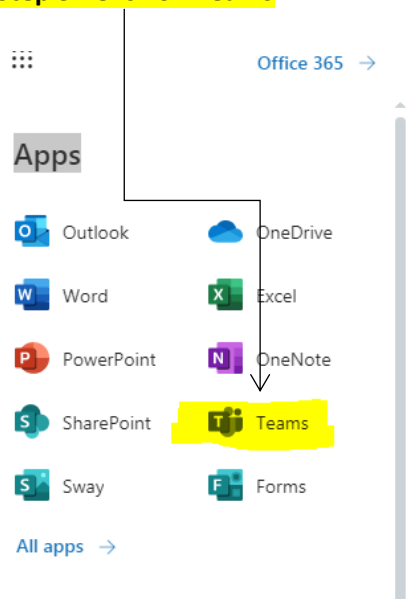 Office 365 →
Apps
Outlook OneDrive
Word Excel
PowerPoint OneNote
SharePoint Teams
Sway Forms
All apps →